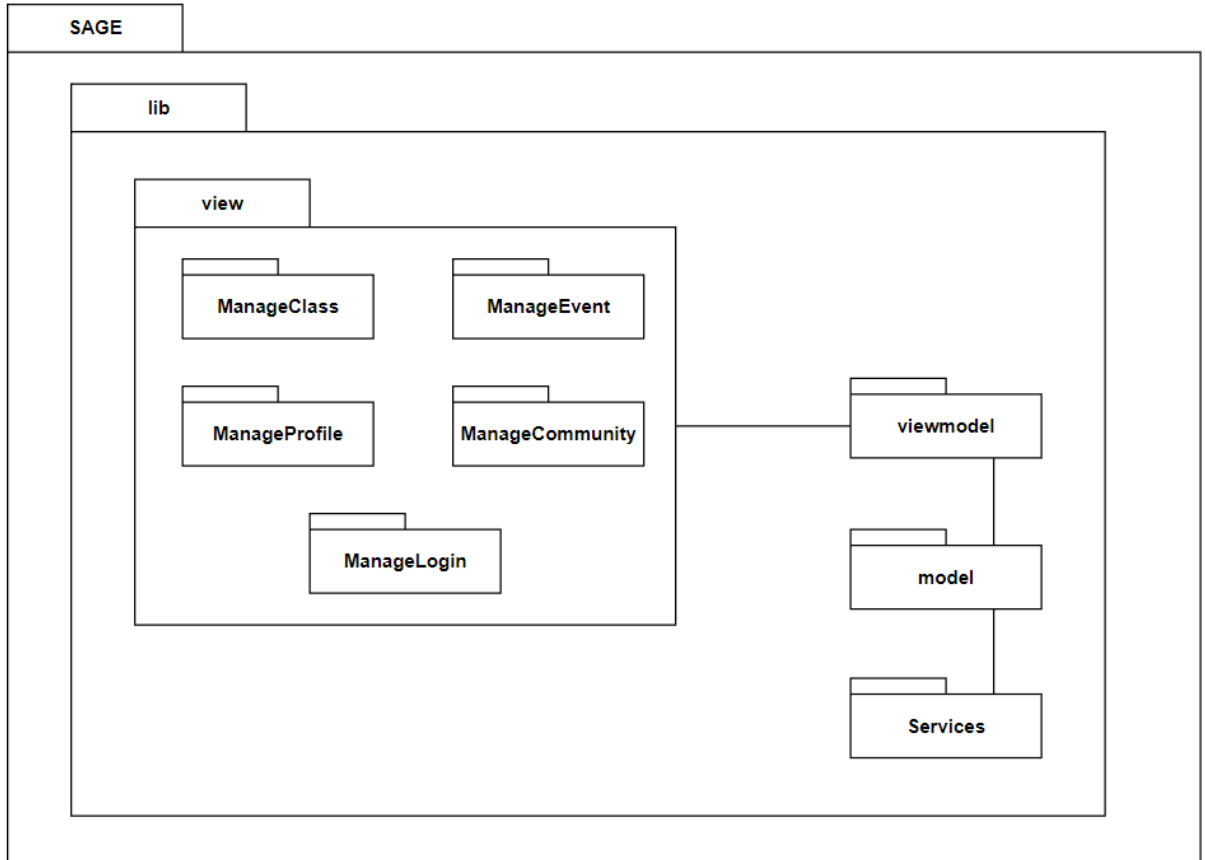 SAGE
lib
view
ManageClass
ManageEvent
ManageProfile
ManageCommunity
ManageLogin
viewmodel
model
Services